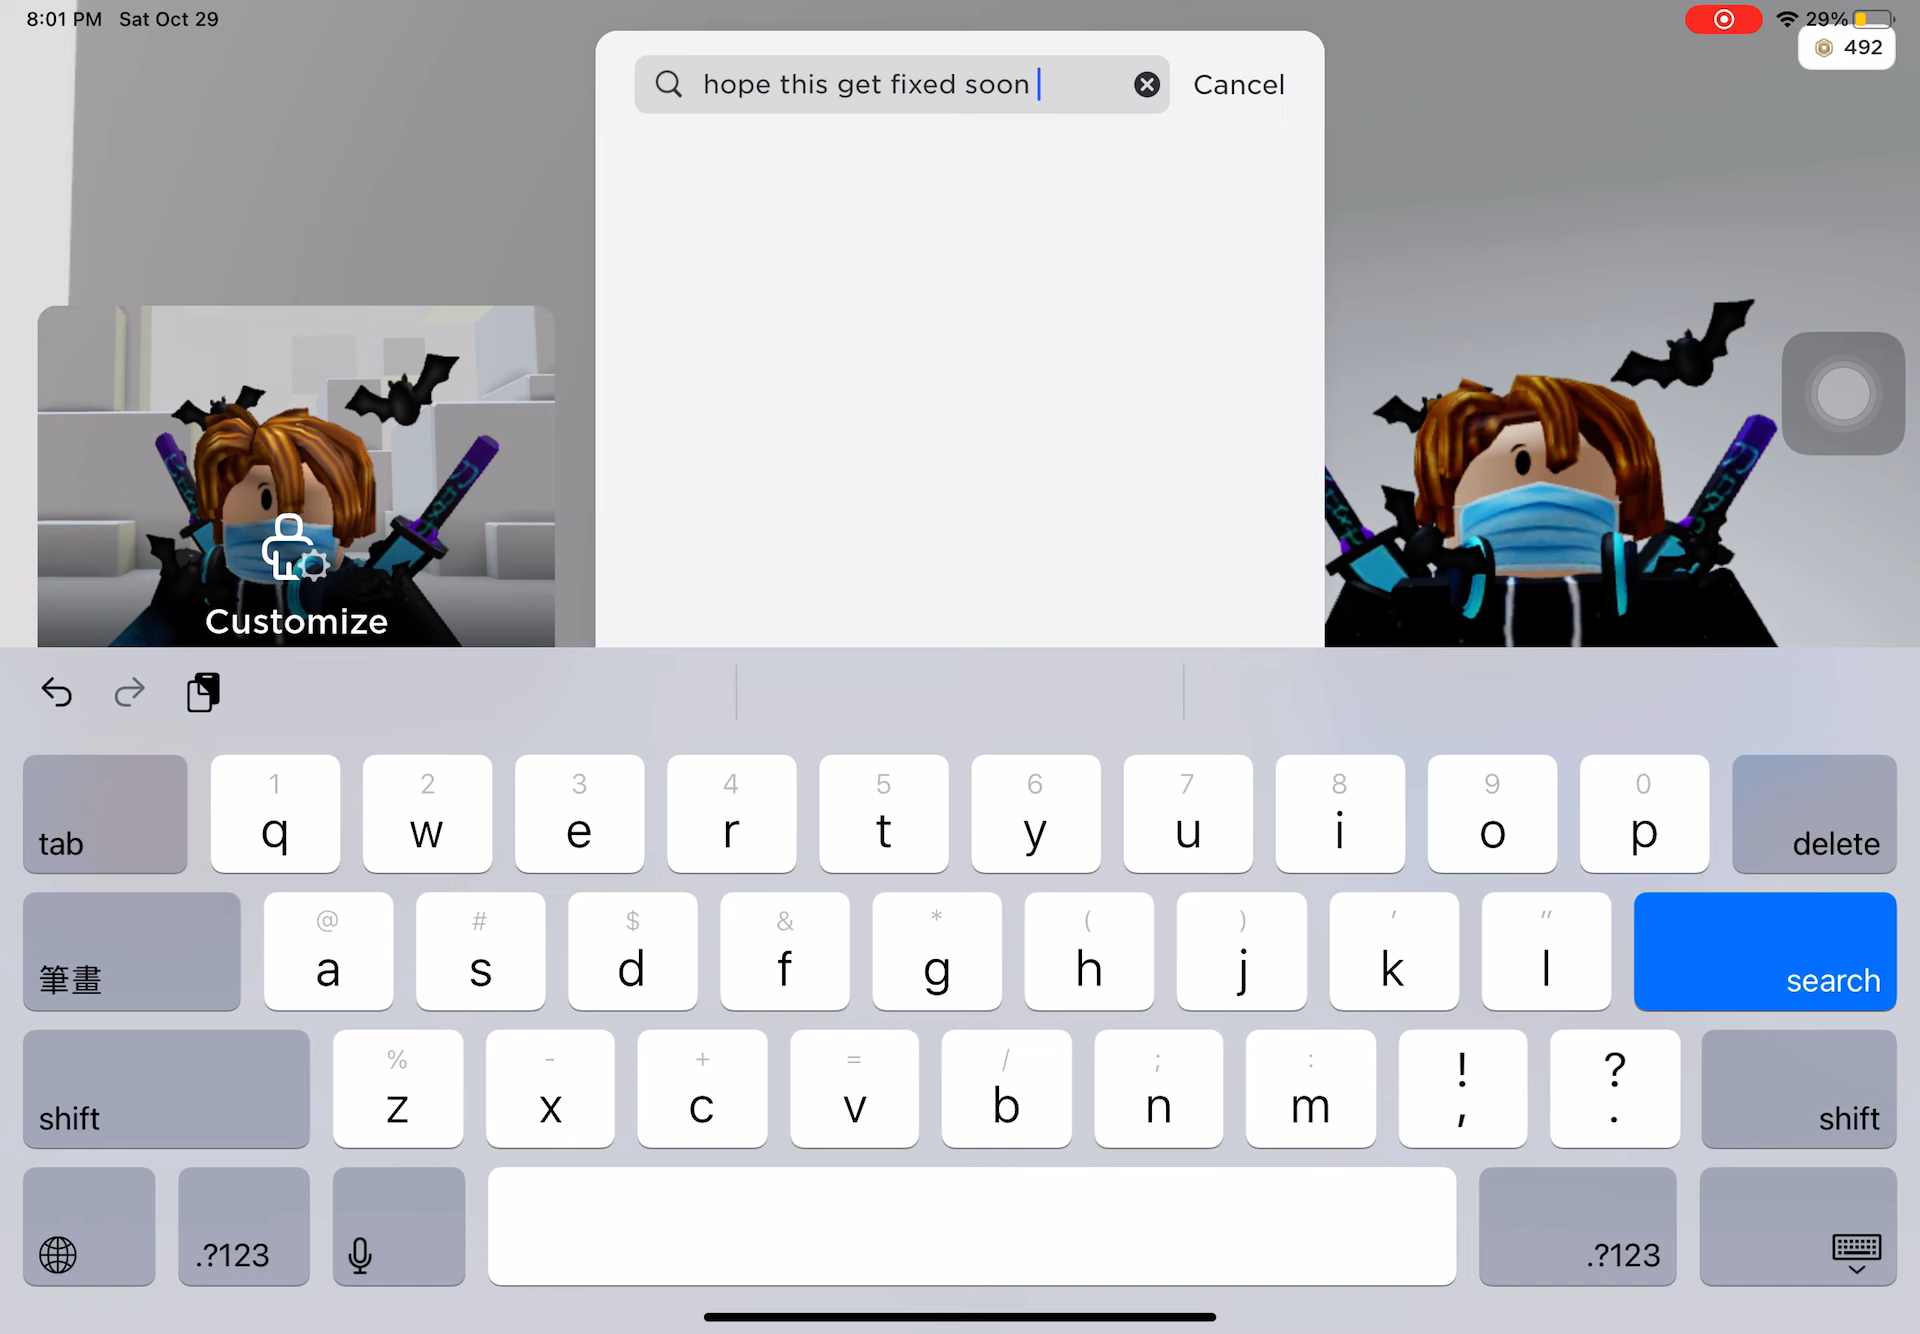 8:01 PM Sat Oct 29
29%
492
hope this get fixed soon
Cancel
Customize
tab
1 2 3 4 5 6 7 8 9 0
q w e r t y u i o p
delete
@ # $ & * ( ) ' "
筆畫
a s d f g h j k l
search
% - + = / ; : ! ?
shift
z x c v b n m , .
shift
.?123
.?123